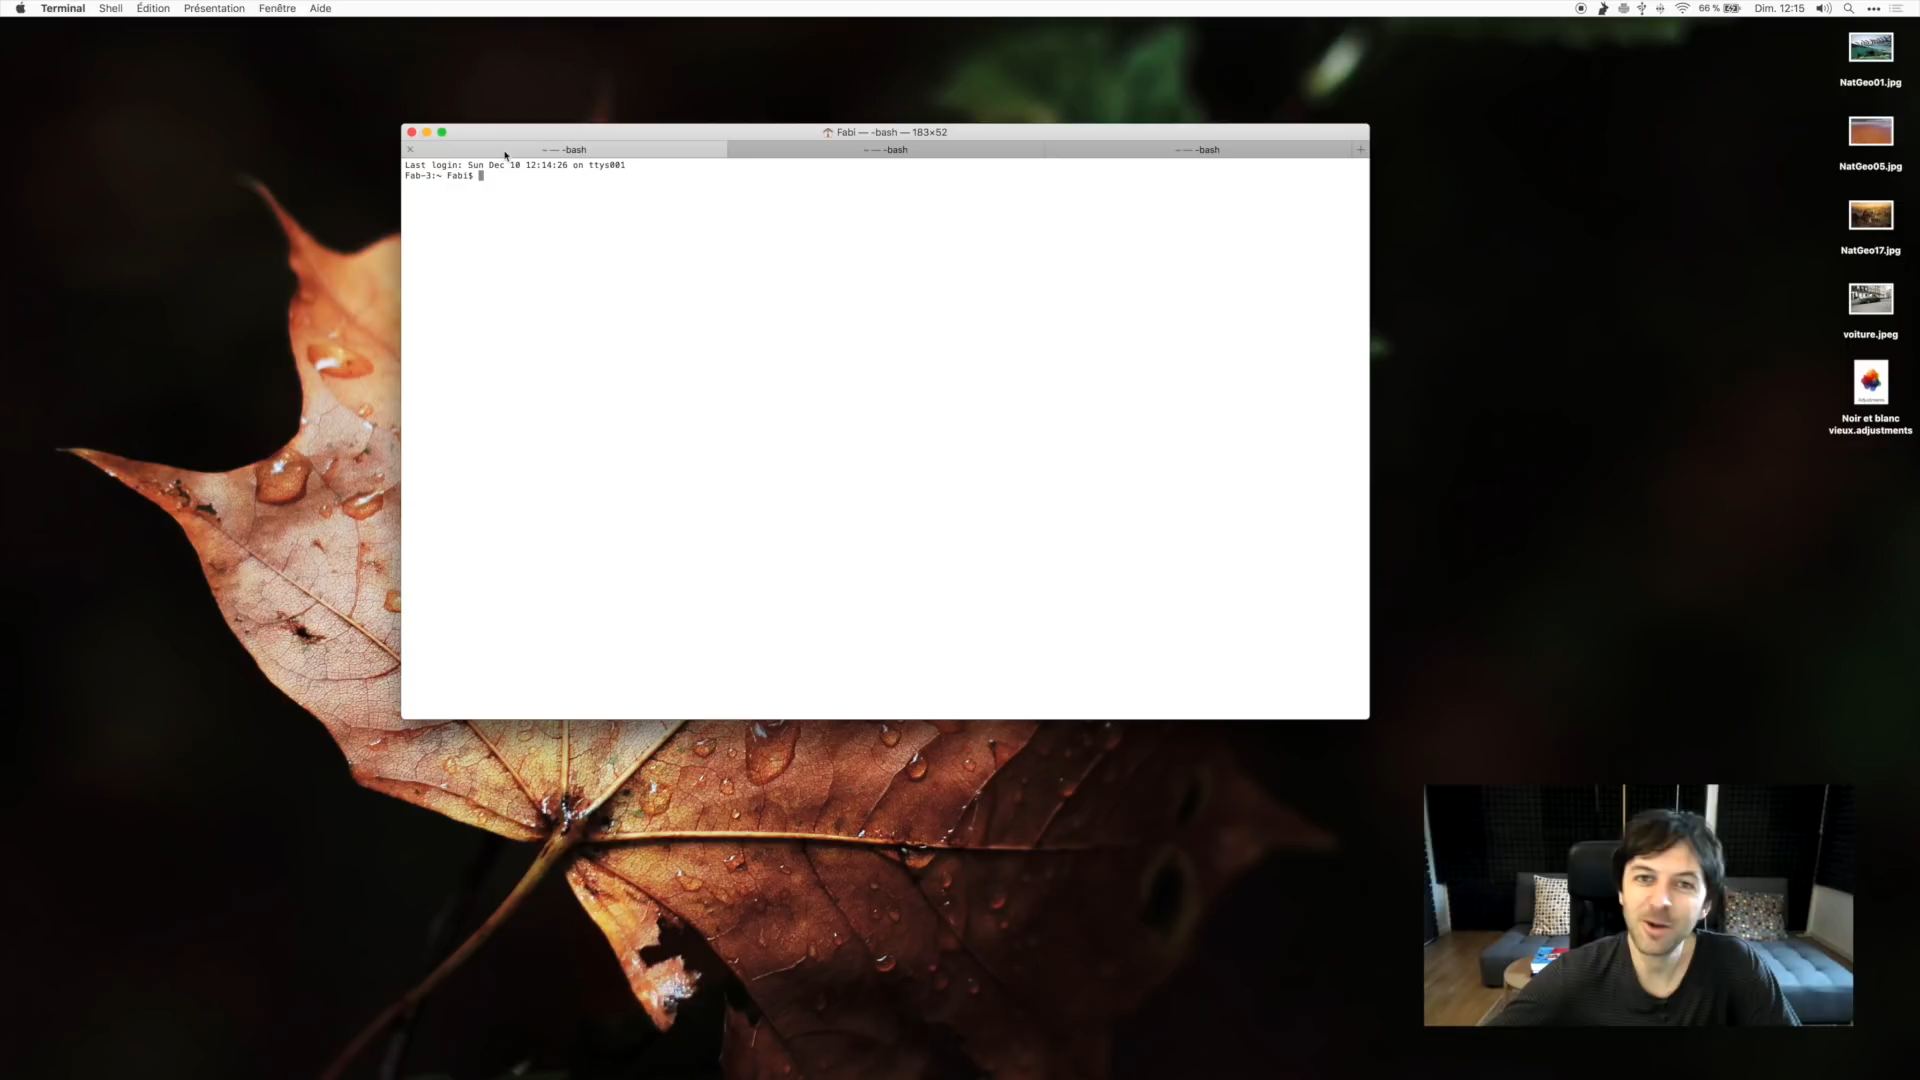 Terminal Shell Édition Présentation Fenêtre Aide
66 % Dim. 12:15
Fabi — -bash — 183×52
~ — -bash
~ — -bash
~ — -bash
Last login: Sun Dec 10 12:14:26 on ttys001
Fab-3:~ Fabi$
NatGeo01.jpg
NatGeo05.jpg
NatGeo17.jpg
voiture.jpeg
Noir et blanc
vieux.adjustments